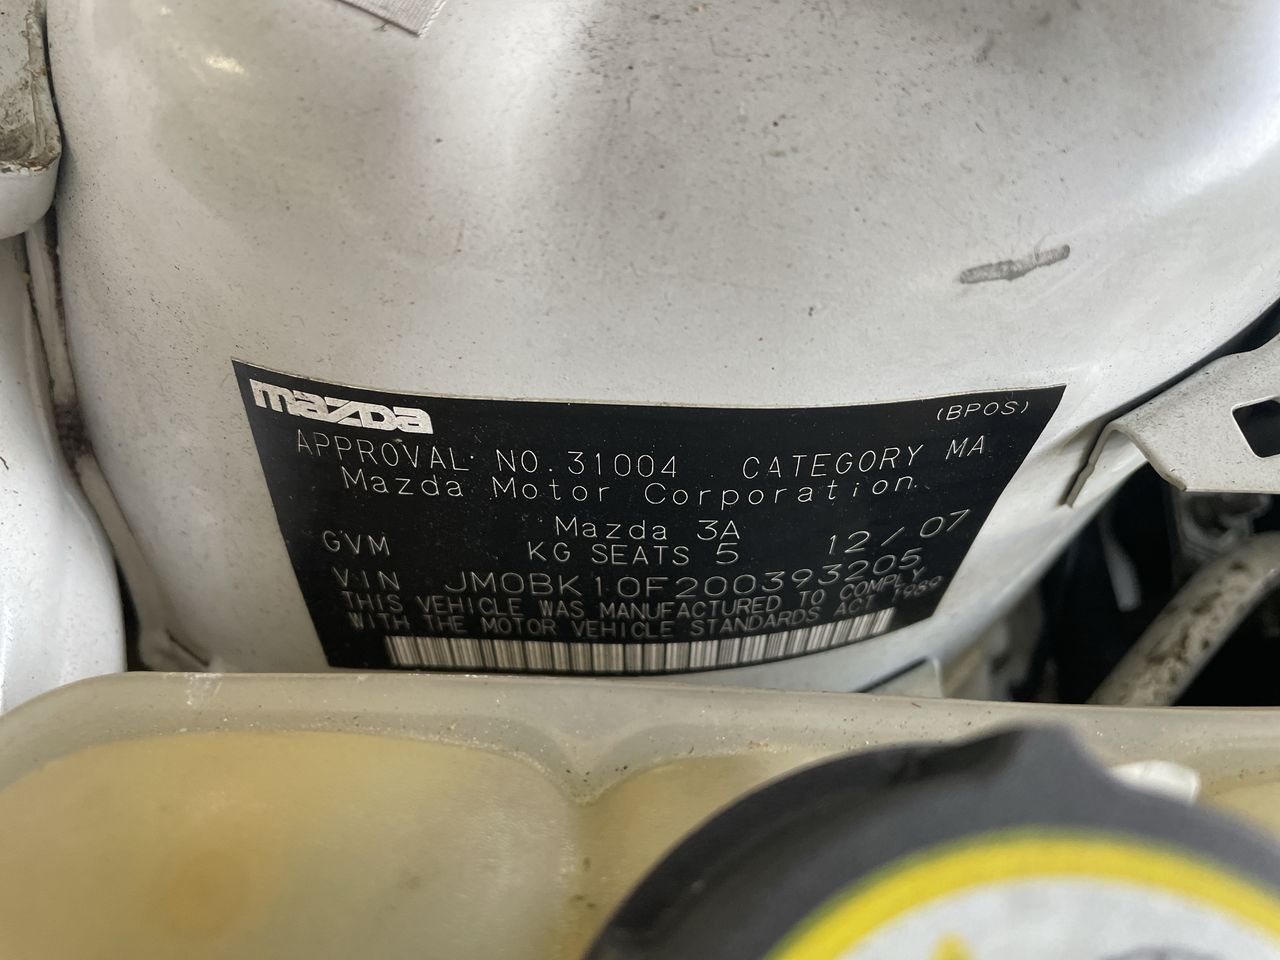 mazda (BPOS)
APPROVAL NO. 31004 CATEGORY MA
Mazda Motor Corporation
Mazda 3A
GVM KG SEATS 5 12/07
VIN JM0BK10F200393205
THIS VEHICLE WAS MANUFACTURED TO COMPLY
WITH THE MOTOR VEHICLE STANDARDS ACT 1989